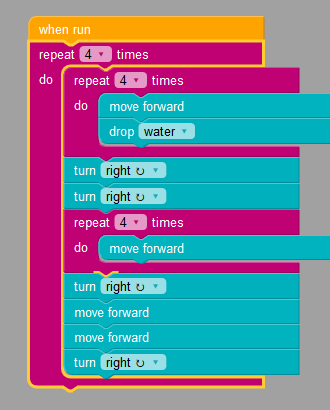 when run
repeat 4 times
do repeat 4 times
do move forward
drop water
turn right ↻
turn right ↻
repeat 4 times
do move forward
turn right ↻
move forward
move forward
turn right ↻